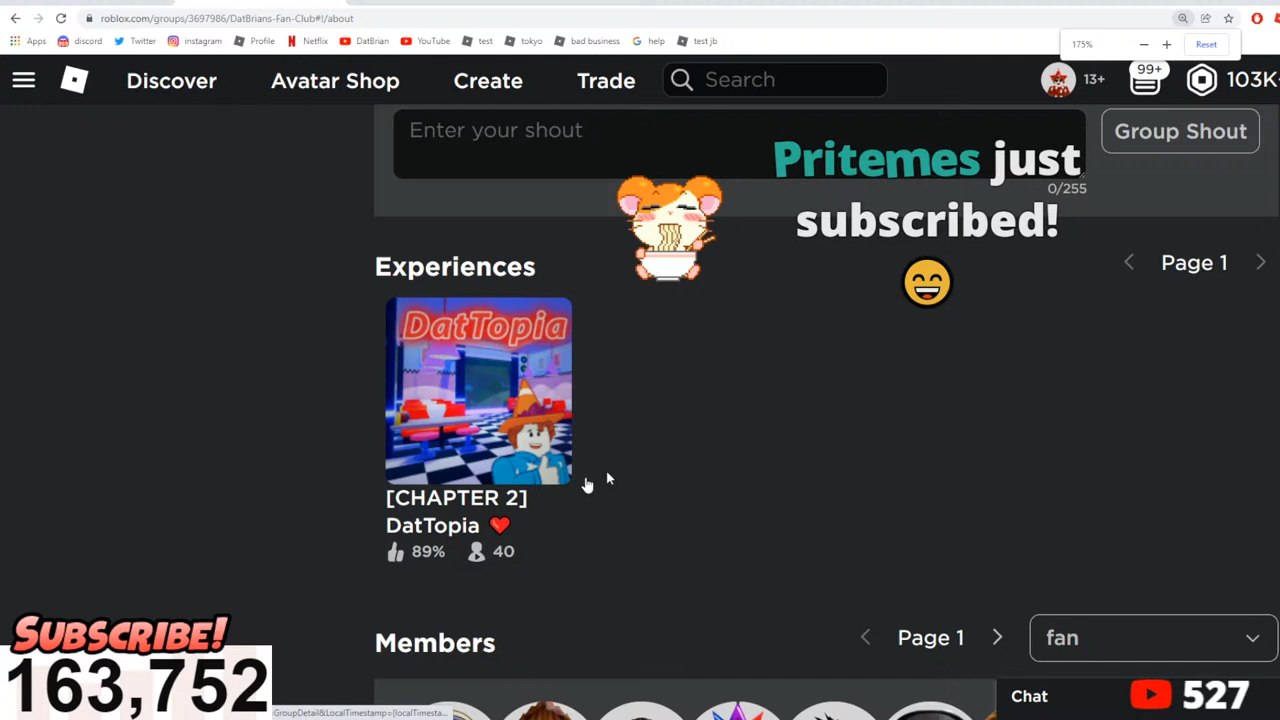 roblox.com/groups/3697986/DatBrians-Fan-Club#!/about
Apps discord Twitter instagram Profile Netflix DatBrian YouTube test tokyo bad business help test jb
175% Reset
Discover Avatar Shop Create Trade Search 13+ 99+ 103K+
Enter your shout
Group Shout
0/255
Pritemes just
subscribed!
Experiences
Page 1
DatTopia
[CHAPTER 2]
DatTopia ❤️
89% 40
Members
Page 1
fan
SUBSCRIBE!
163,752
GroupDetail&LocalTimestamp={localTimesta...
Chat
527